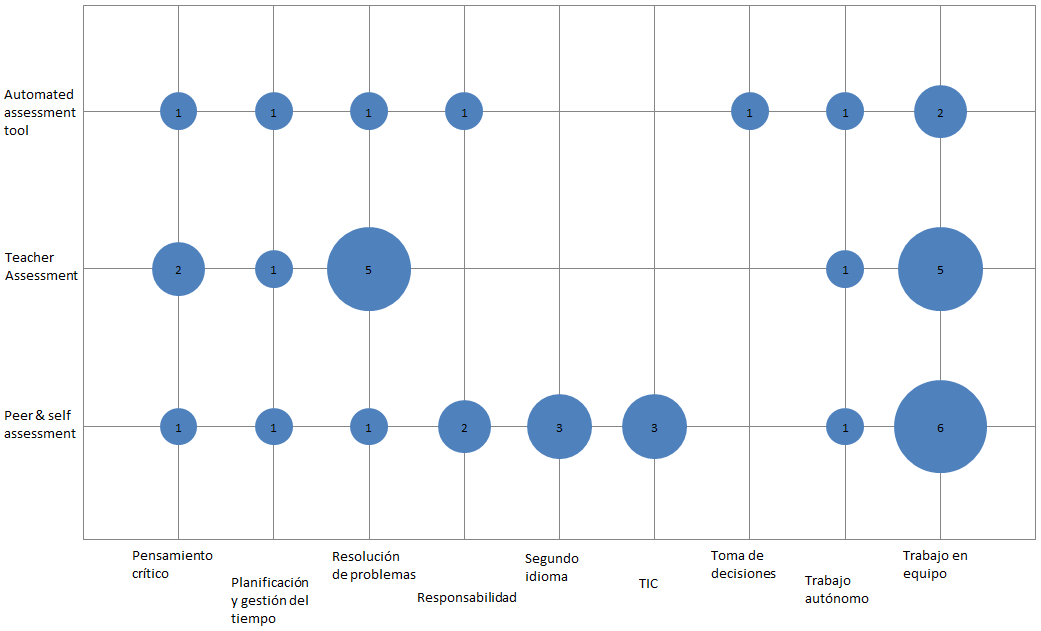 Automated
assessment
tool
1 1 1 1 1 1 2
Teacher
Assessment
2 1 5 1 5
Peer & self
assessment
1 1 1 2 3 3 1 6
Pensamiento
crítico
Planificación
y gestión del
tiempo
Resolución
de problemas
Responsabilidad
Segundo
idioma
TIC
Toma de
decisiones
Trabajo
autónomo
Trabajo en
equipo